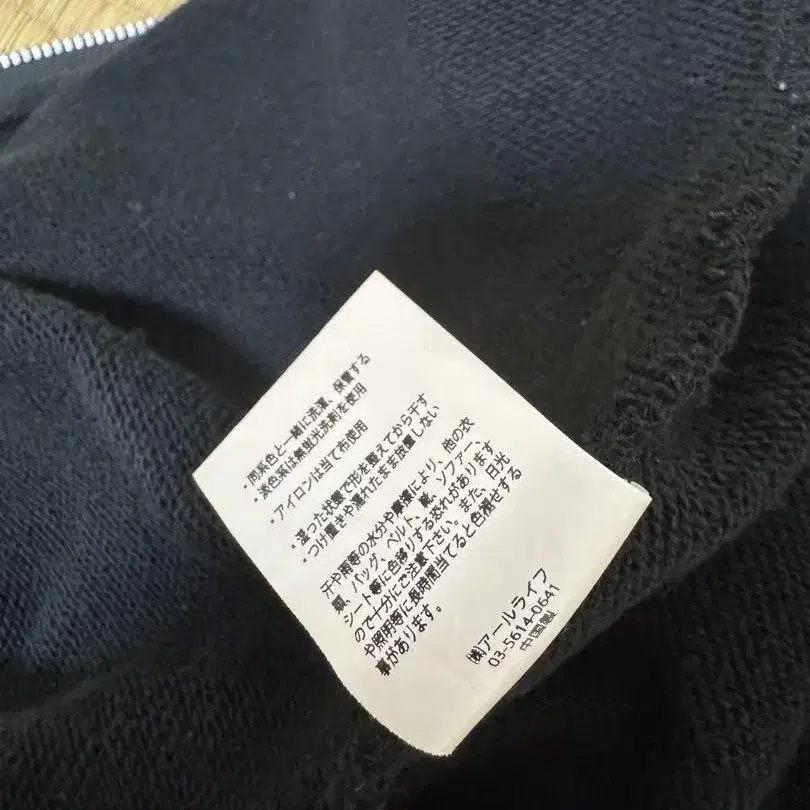 ・同系色と一緒に洗濯、保管する
・淡色系は無蛍光洗剤を使用
・アイロンは当て布使用
・湿った状態で形を整えてから干す
・つけ置きや濡れたまま放置しない
汗や雨等の水分や摩擦により、他の衣
類、バッグ、ベルト、靴、ソファー、
シート等に色移りする恐れがあります
ので十分にご注意下さい。また、日光
や照明等に長時間当てると色褪せする
事があります。
㈱アールライフ
03-5614-0641
中国製